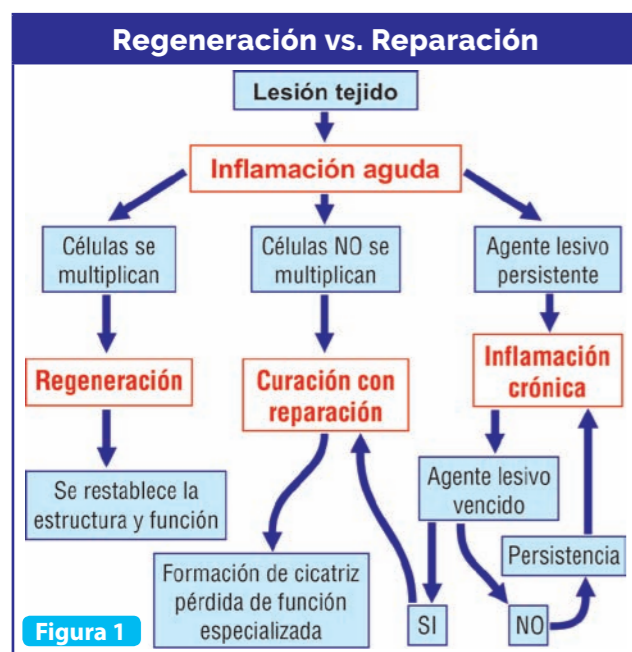 Regeneración vs. Reparación
Lesión tejido
Inflamación aguda
Células se
multiplican
Células NO se
multiplican
Agente lesivo
persistente
Regeneración
Curación con
reparación
Inflamación
crónica
Se restablece la
estructura y función
Agente lesivo
vencido
Formación de cicatriz
pérdida de función
especializada
Persistencia
SI
NO
Figura 1